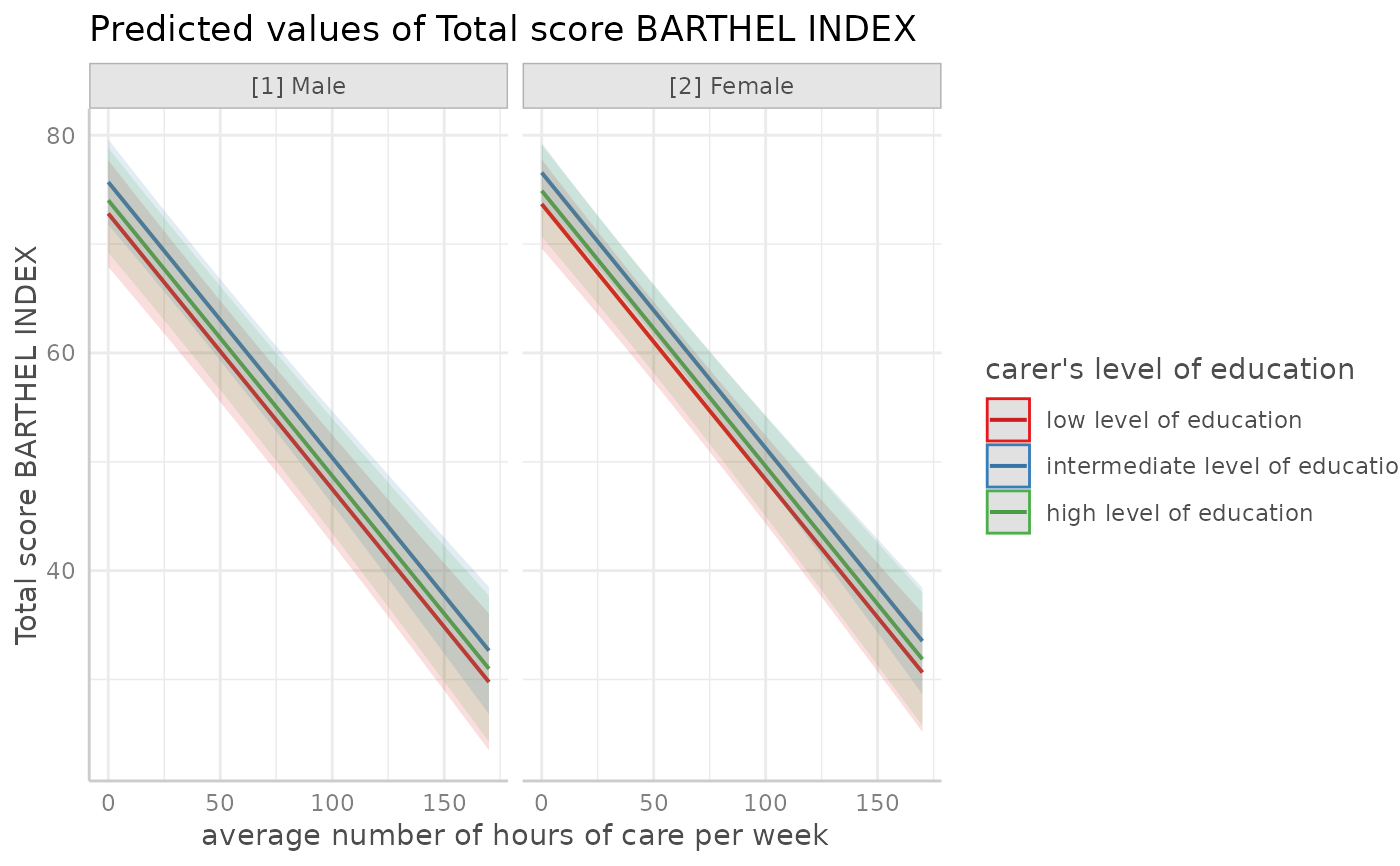 Predicted values of Total score BARTHEL INDEX
[1] Male
[2] Female
80
60
40
Total score BARTHEL INDEX
0
50
100
150
0
50
100
150
average number of hours of care per week
carer's level of education
low level of education
intermediate level of educatio
high level of education